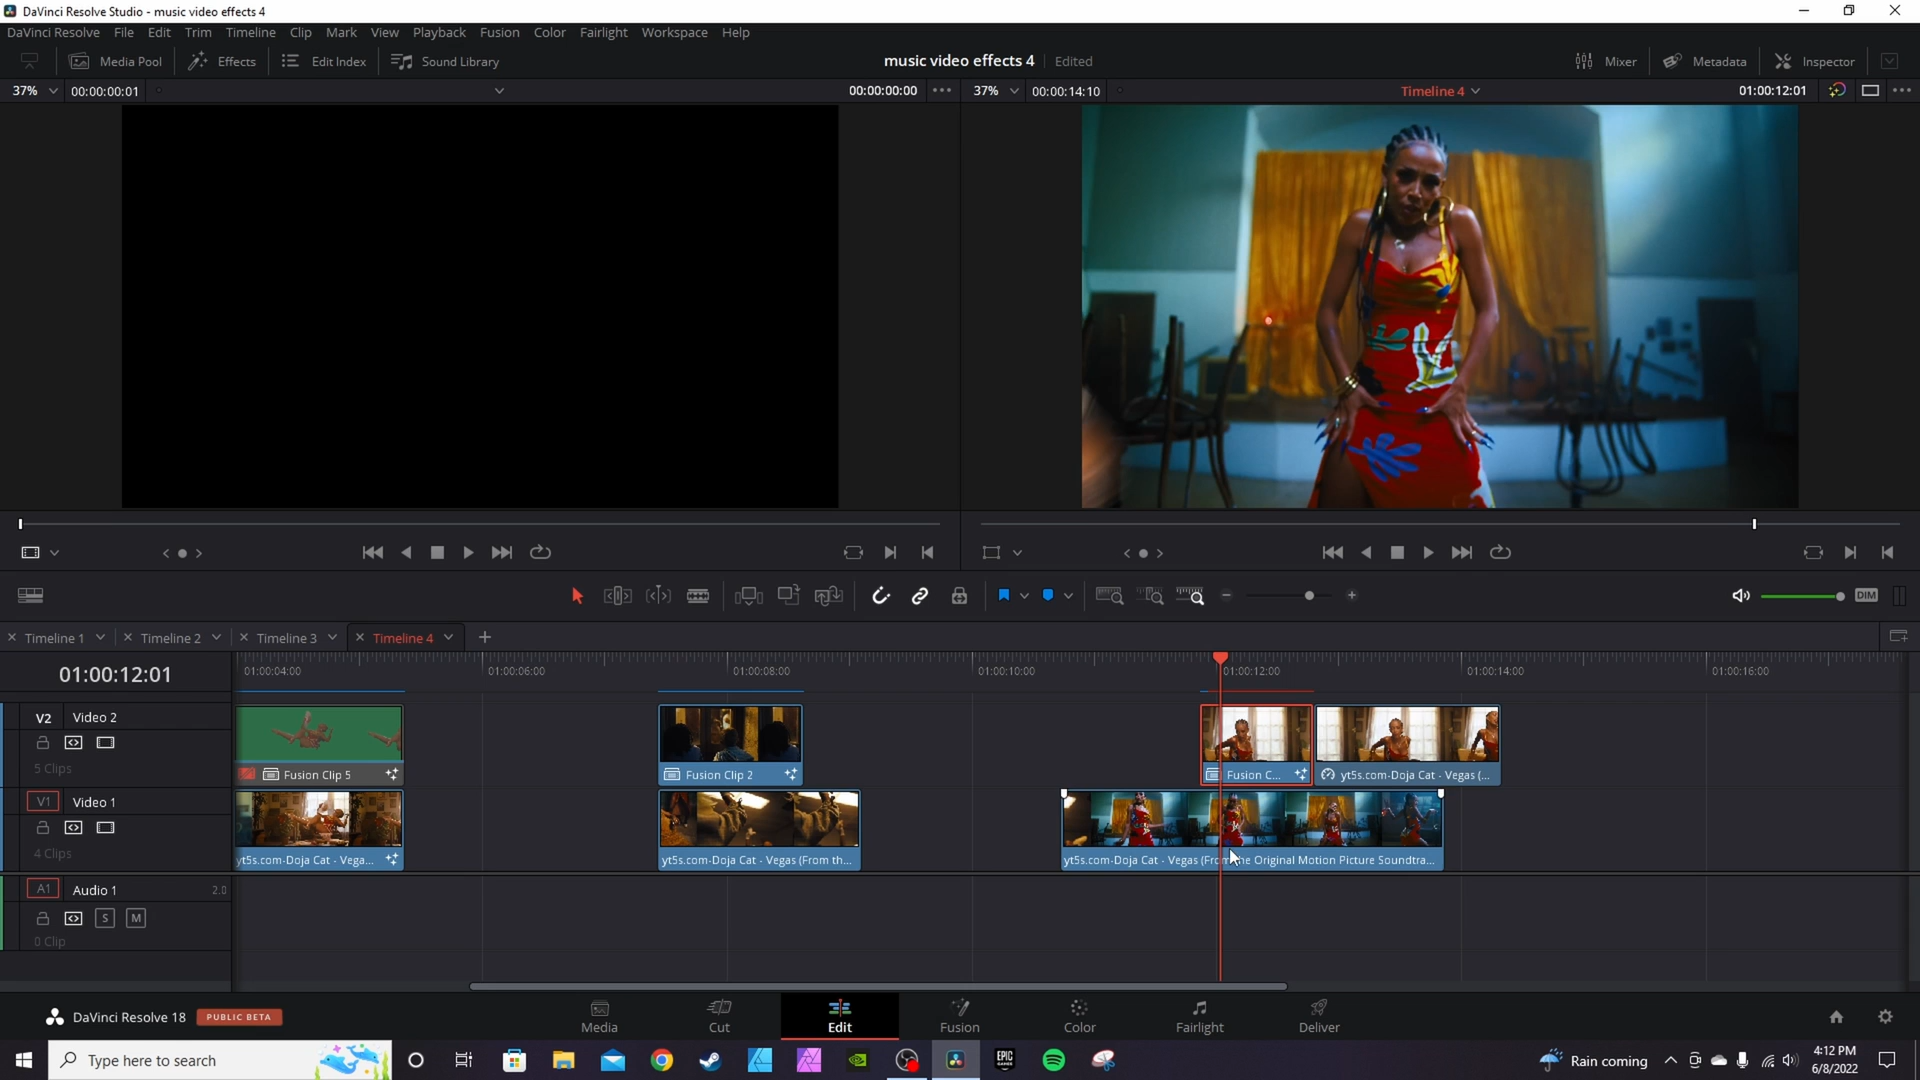 DaVinci Resolve Studio - music video effects 4
DaVinci Resolve File Edit Trim Timeline Clip Mark View Playback Fusion Color Fairlight Workspace Help
Media Pool Effects Edit Index Sound Library music video effects 4 Edited Mixer Metadata Inspector
37% 00:00:00:01 00:00:00:00 37% 00:00:14:10 Timeline 4 01:00:12:01
DIM
Timeline 1 Timeline 2 Timeline 3 Timeline 4
01:00:12:01 01:00:04:00 01:00:06:00 01:00:08:00 01:00:10:00 01:00:12:00 01:00:14:00 01:00:16:00
V2 Video 2
5 Clips
Fusion Clip 5 Fusion Clip 2 Fusion C... yt5s.com-Doja Cat - Vegas (...
V1 Video 1
4 Clips
yt5s.com-Doja Cat - Vega... yt5s.com-Doja Cat - Vegas (From th... yt5s.com-Doja Cat - Vegas (From the Original Motion Picture Soundtra...
A1 Audio 1 2.0
S M
0 Clip
DaVinci Resolve 18 PUBLIC BETA Media Cut Edit Fusion Color Fairlight Deliver
Type here to search EPIC GAMES Rain coming 4:12 PM
6/8/2022